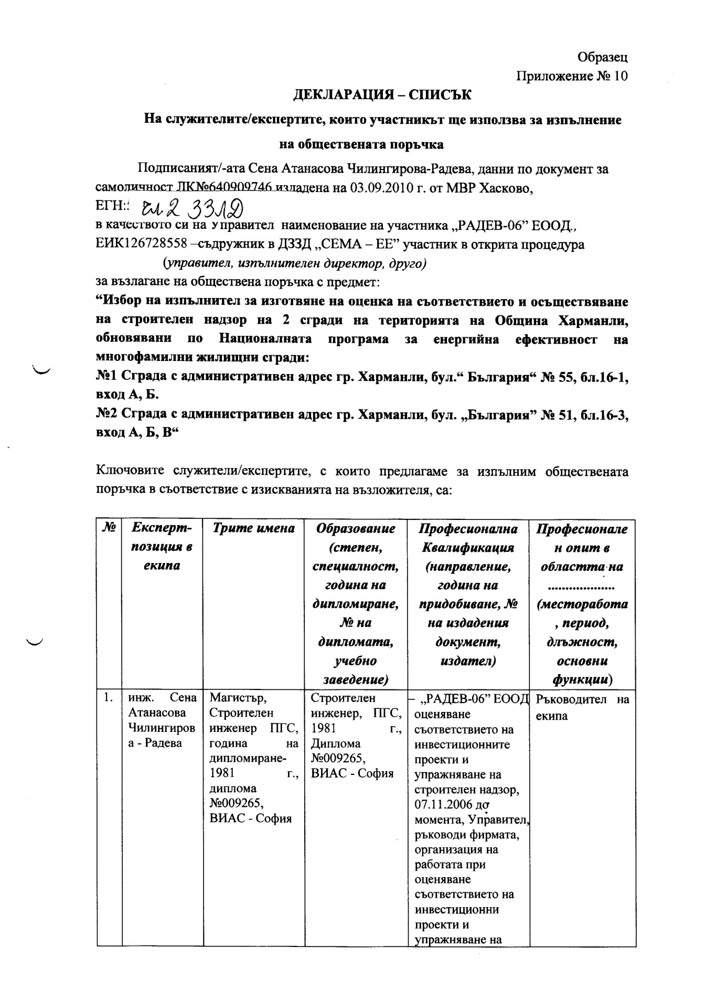 Образец
Приложение № 10
ДЕКЛАРАЦИЯ – СПИСЪК
На служителите/експертите, които участникът ще използва за изпълнение
на обществената поръчка
Подписаният/-ата Сена Атанасова Чилингирова-Радева, данни по документ за
самоличност ЛК№640909746 издадена на 03.09.2010 г. от МВР Хасково,
ЕГН:: чл.2 ЗЗЛД
в качеството си на Управител наименование на участника „РАДЕВ-06” ЕООД.,
ЕИК126728558 –съдружник в ДЗЗД „СЕМА – ЕЕ” участник в открита процедура
(управител, изпълнителен директор, друго)
за възлагане на обществена поръчка с предмет:
“Избор на изпълнител за изготвяне на оценка на съответствието и осъществяване
на строителен надзор на 2 сгради на територията на Община Харманли,
обновявани по Националната програма за енергийна ефективност на
многофамилни жилищни сгради:
№1 Сграда с административен адрес гр. Харманли, бул.“ България“ № 55, бл.16-1,
вход А, Б.
№2 Сграда с административен адрес гр. Харманли, бул. „България” № 51, бл.16-3,
вход А, Б, В“
Ключовите служители/експертите, с които предлагаме за изпълним обществената
поръчка в съответствие с изискванията на възложителя, са:
№
Експерт-
позиция в
екипа
Трите имена
Образование
(степен,
специалност,
година на
дипломиране,
№ на
дипломата,
учебно
заведение)
Професионална
Квалификация
(направление,
година на
придобиване, №
на издадения
документ,
издател)
Професионале
н опит в
областта на
...................
(месторабота
, период,
длъжност,
основни
функции)
1.
инж. Сена
Атанасова
Чилингиров
а - Радева
Магистър,
Строителен
инженер ПГС,
година на
дипломиране-
1981 г.,
диплома
№009265,
ВИАС - София
Строителен
инженер, ПГС,
1981 г.,
Диплома
№009265,
ВИАС - София
– „РАДЕВ-06” ЕООД
оценяване
съответствието на
инвестиционните
проекти и
упражняване на
строителен надзор,
07.11.2006 до
момента, Управител,
ръководи фирмата,
организация на
работата при
оценяване
съответствието на
инвестиционни
проекти и
упражняване на
Ръководител на
екипа